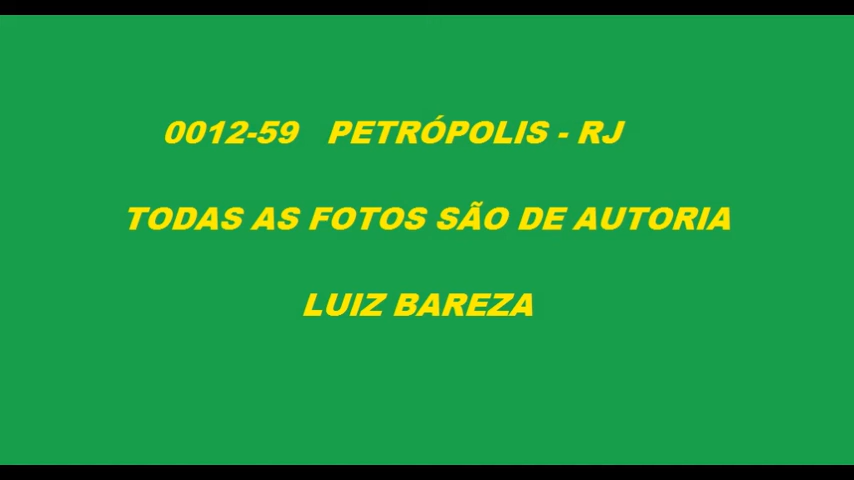 0012-59 PETRÓPOLIS - RJ
TODAS AS FOTOS SÃO DE AUTORIA
LUIZ BAREZA